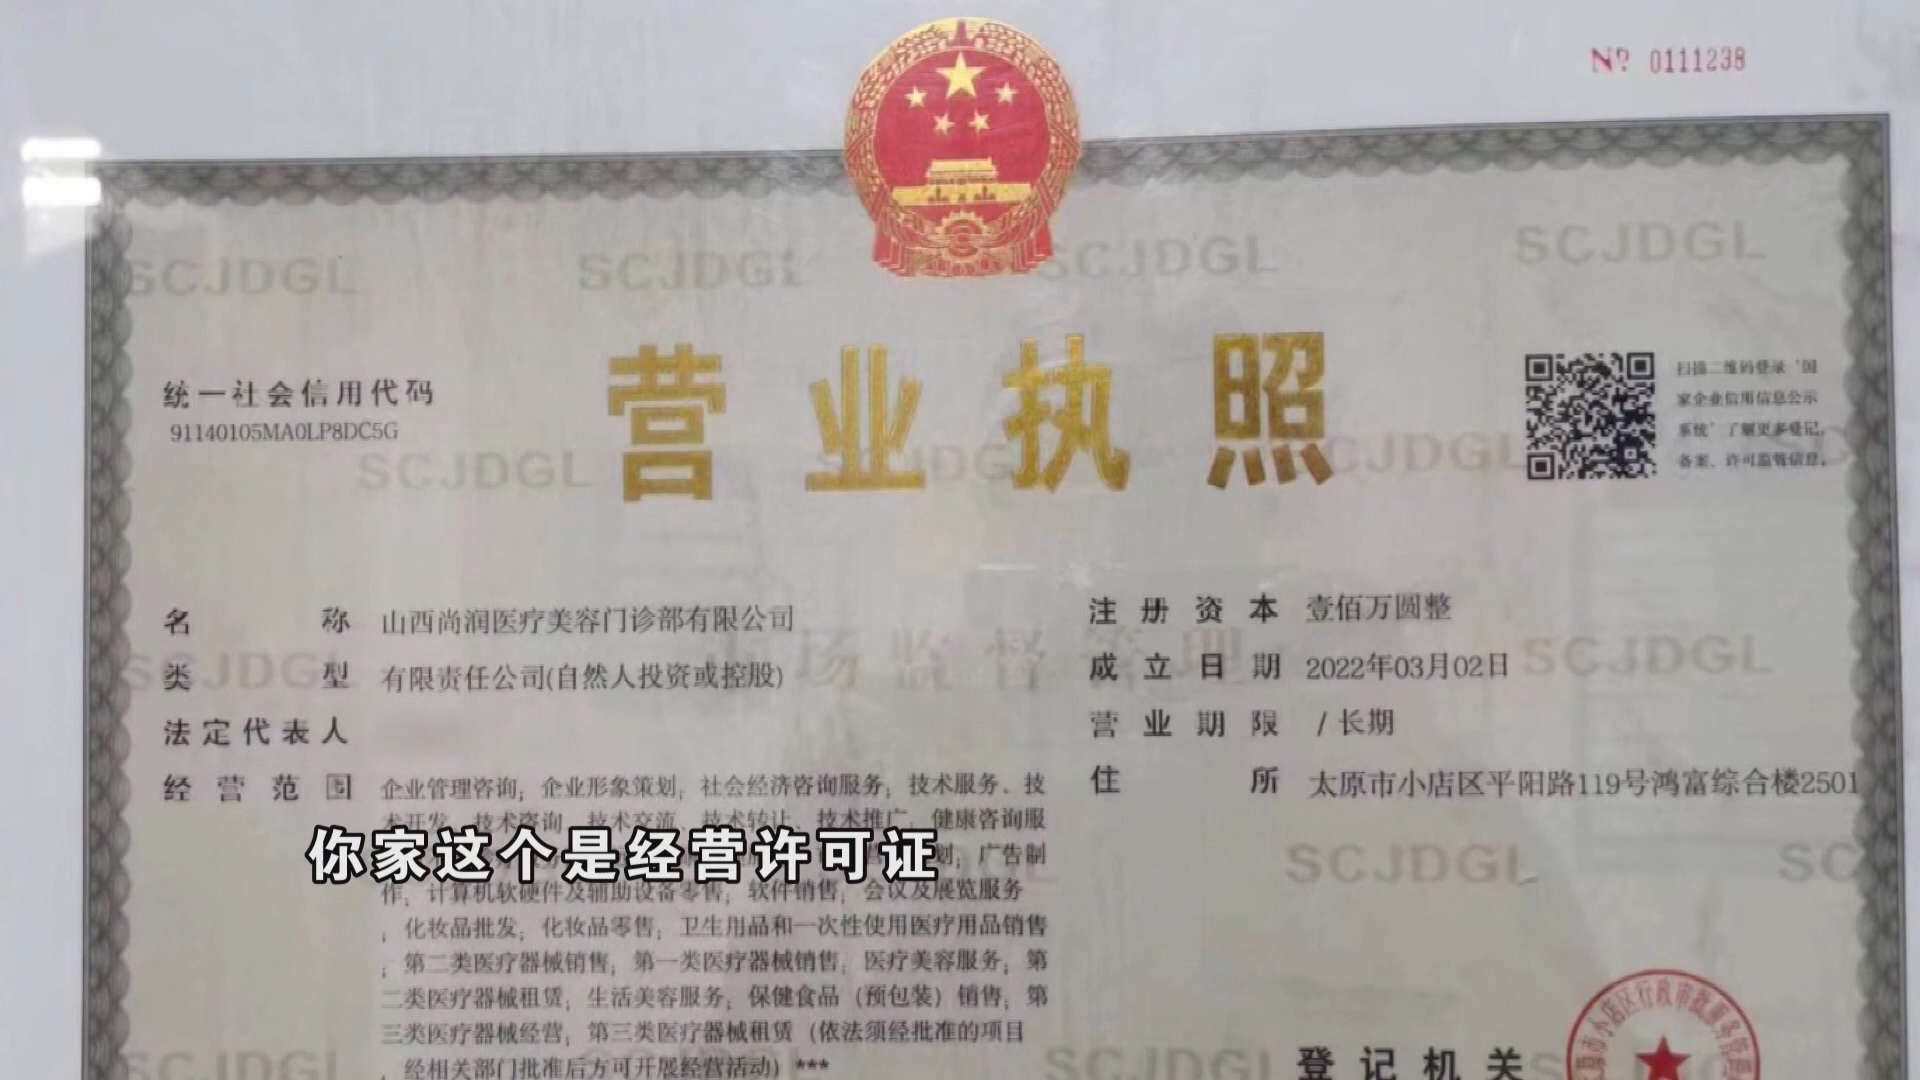 № 0111238
营业执照
统一社会信用代码
91140105MA0LP8DC5G
扫描二维码登录‘国
家企业信用信息公示
系统’了解更多登记、
备案、许可监管信息。
名称 山西尚润医疗美容门诊部有限公司
类型 有限责任公司(自然人投资或控股)
法定代表人
经营范围 企业管理咨询；企业形象策划；社会经济咨询服务；技术服务、技
术开发、技术咨询、技术交流、技术转让、技术推广；健康咨询服
划；广告制
作；计算机软硬件及辅助设备零售；软件销售；会议及展览服务
；化妆品批发；化妆品零售；卫生用品和一次性使用医疗用品销售
；第二类医疗器械销售；第一类医疗器械销售；医疗美容服务；第
二类医疗器械租赁；生活美容服务；保健食品（预包装）销售；第
三类医疗器械经营；第三类医疗器械租赁（依法须经批准的项目
，经相关部门批准后方可开展经营活动）***
注册资本 壹佰万圆整
成立日期 2022年03月02日
营业期限 / 长期
住所 太原市小店区平阳路119号鸿富综合楼2501
你家这个是经营许可证
登记机关
SCJDGL
SCJDGL
SCJDGL
SCJDGL
SCJDGL
SCJDGL
SCJDGL
SCJDGL
SCJDGL
SCJDGL
SCJDGL
市场监督管理